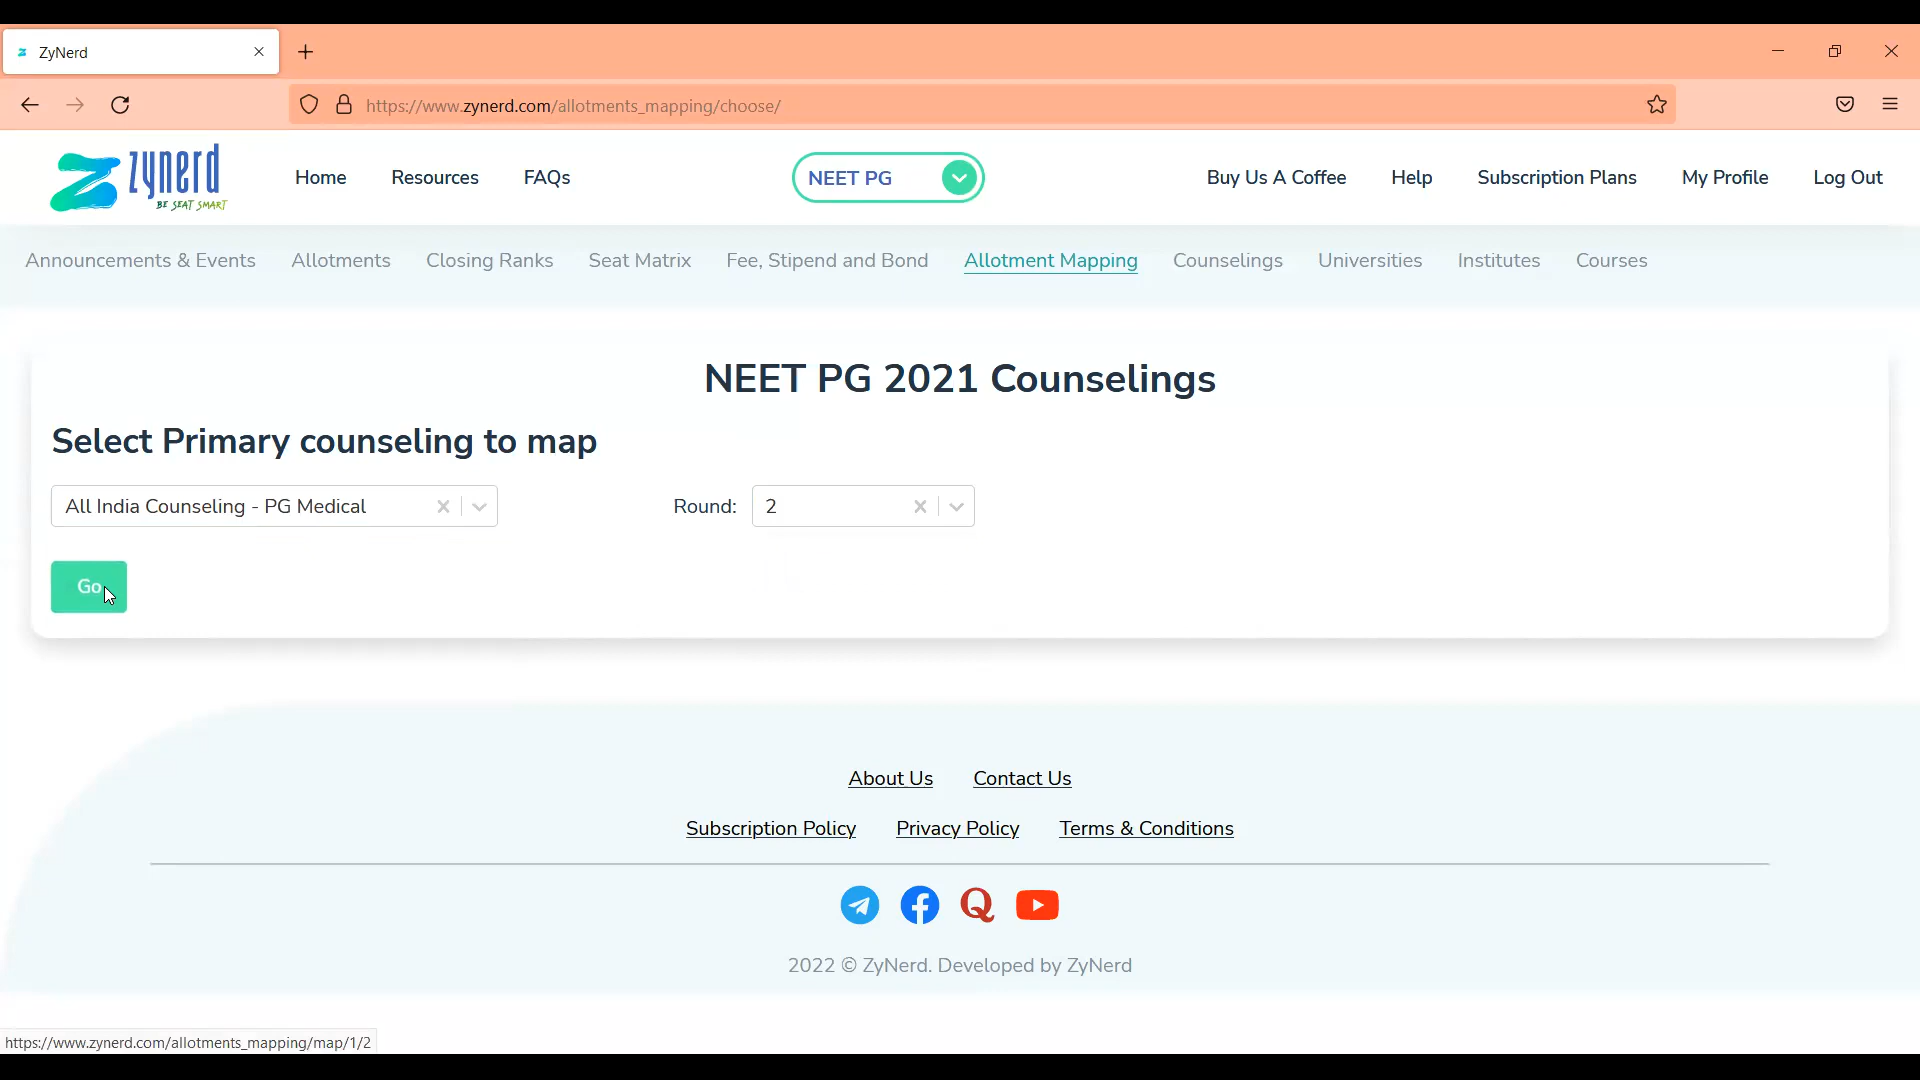 ZyNerd
https://www.zynerd.com/allotments_mapping/choose/
zynerd
BE SEAT SMART
Home Resources FAQs NEET PG Buy Us A Coffee Help Subscription Plans My Profile Log Out
Announcements & Events Allotments Closing Ranks Seat Matrix Fee, Stipend and Bond Allotment Mapping Counselings Universities Institutes Courses
NEET PG 2021 Counselings
Select Primary counseling to map
All India Counseling - PG Medical Round: 2
Go
About Us Contact Us
Subscription Policy Privacy Policy Terms & Conditions
2022 © ZyNerd. Developed by ZyNerd
https://www.zynerd.com/allotments_mapping/map/1/2